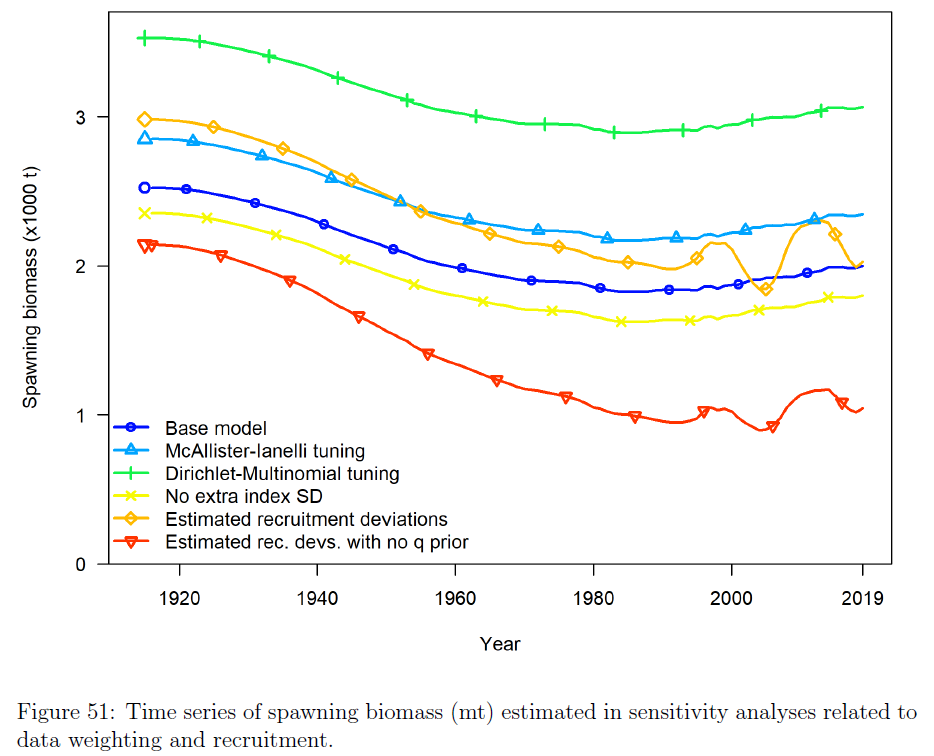 3
2
1
0
Spawning biomass (x1000 t)
Base model
McAllister-Ianelli tuning
Dirichlet-Multinomial tuning
No extra index SD
Estimated recruitment deviations
Estimated rec. devs. with no q prior
1920 1940 1960 1980 2000 2019
Year
Figure 51: Time series of spawning biomass (mt) estimated in sensitivity analyses related to
data weighting and recruitment.